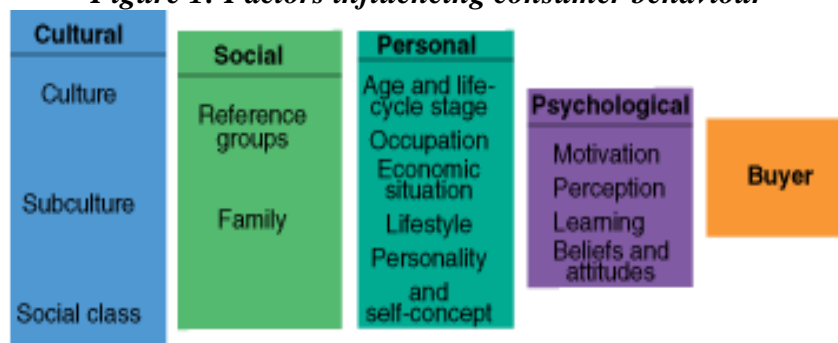 Figure 1: Factors influencing consumer behaviour
Cultural
Culture
Subculture
Social class
Social
Reference
groups
Family
Personal
Age and life-
cycle stage
Occupation
Economic
situation
Lifestyle
Personality
and
self-concept
Psychological
Motivation
Perception
Learning
Beliefs and
attitudes
Buyer